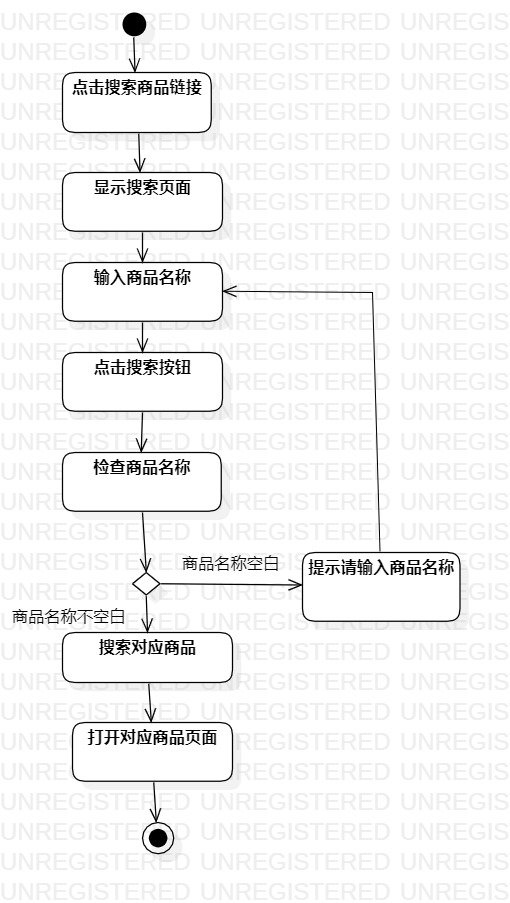 点击搜索商品链接
显示搜索页面
输入商品名称
点击搜索按钮
检查商品名称
商品名称空白
提示请输入商品名称
商品名称不空白
搜索对应商品
打开对应商品页面
UNREGISTERED